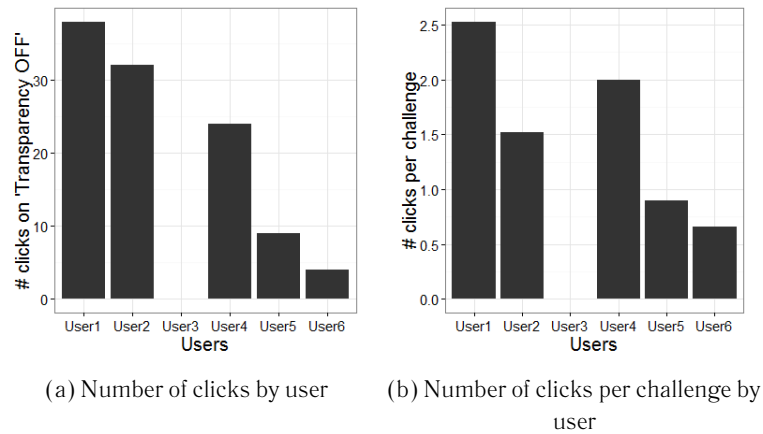 # clicks on 'Transparency OFF'
30
20
10
0
User1 User2 User3 User4 User5 User6
Users
(a) Number of clicks by user
# clicks per challenge
2.5
2.0
1.5
1.0
0.5
0.0
User1 User2 User3 User4 User5 User6
Users
(b) Number of clicks per challenge by
user